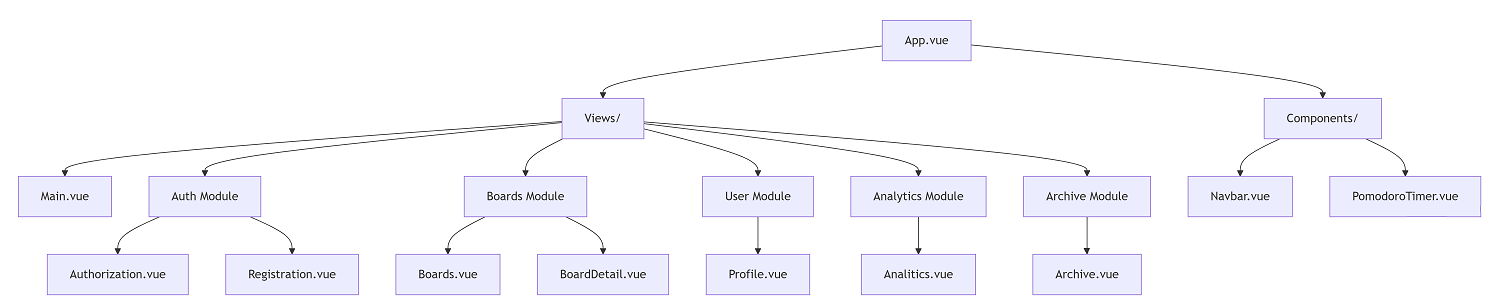 App.vue
Views/
Components/
Main.vue
Auth Module
Boards Module
User Module
Analytics Module
Archive Module
Navbar.vue
PomodoroTimer.vue
Authorization.vue
Registration.vue
Boards.vue
BoardDetail.vue
Profile.vue
Analitics.vue
Archive.vue